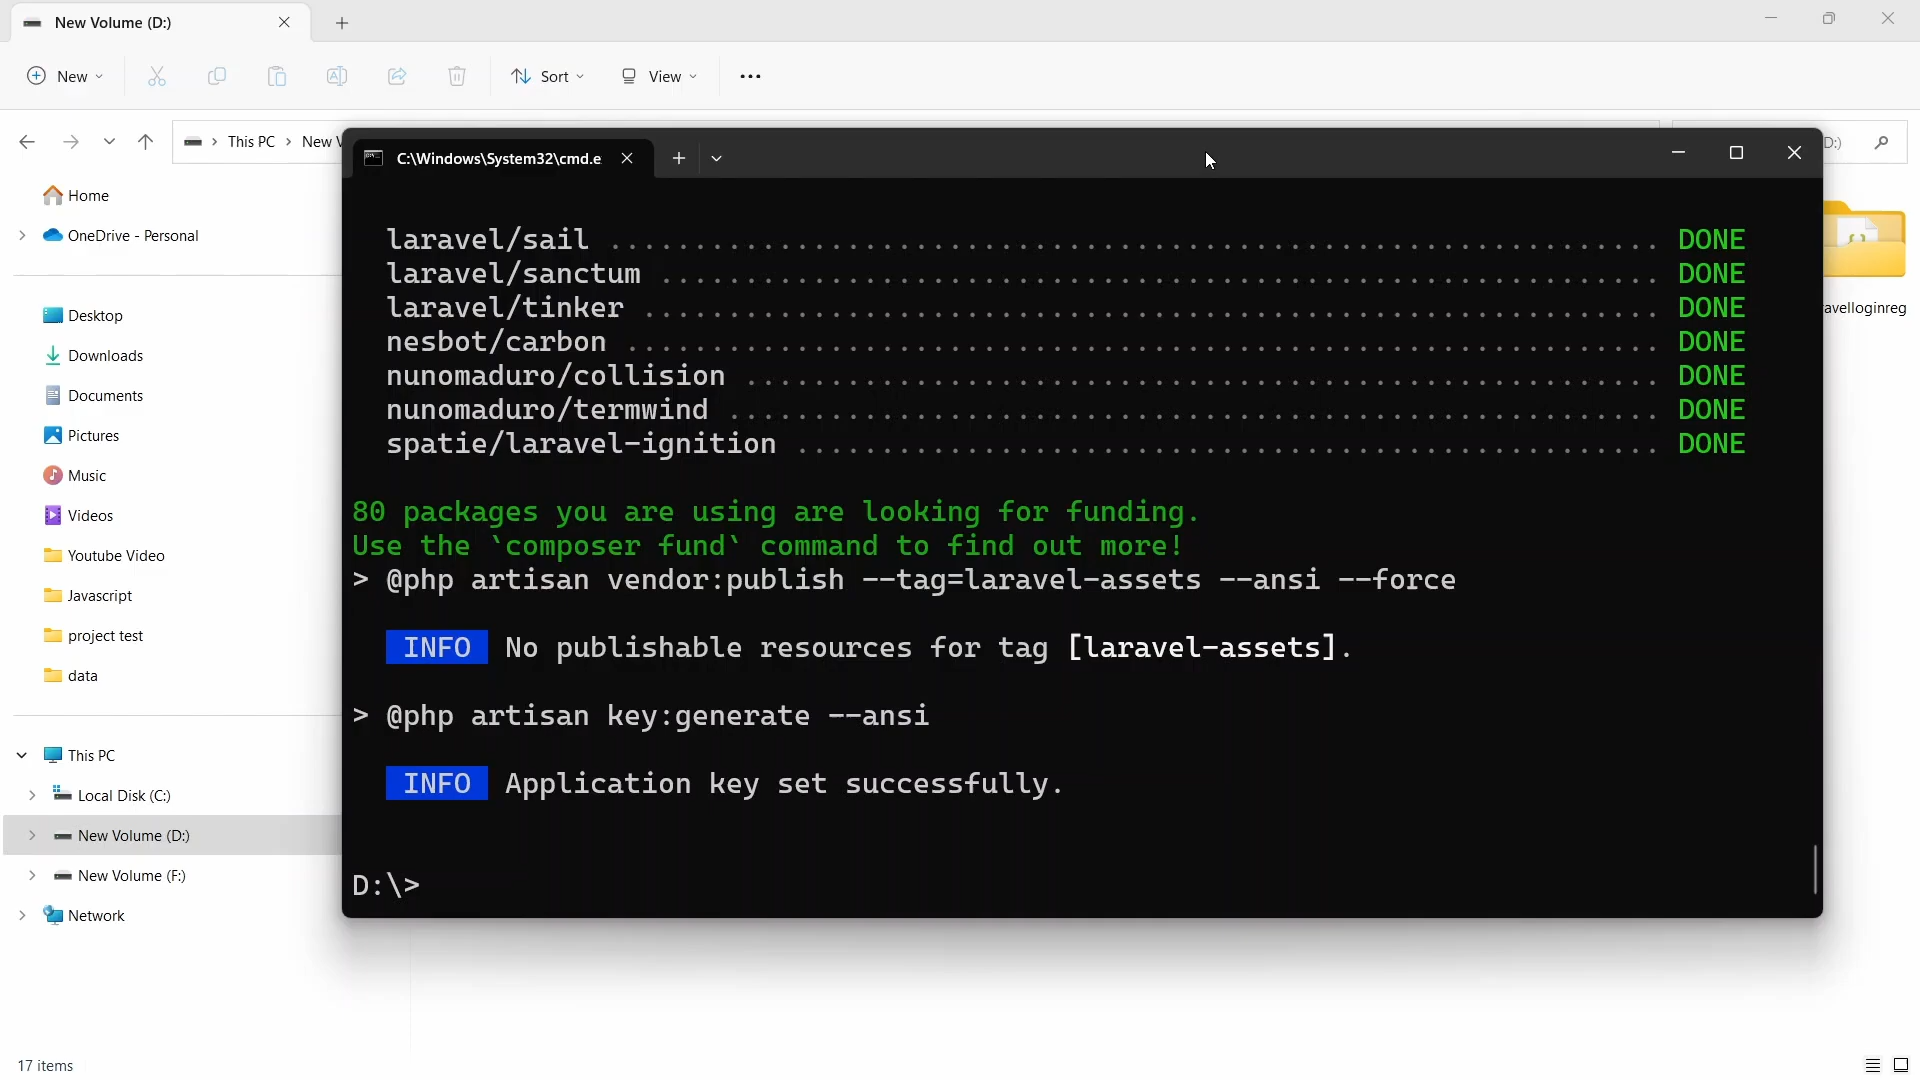 New Volume (D:)
New
Sort
View
This PC
New V
D:)
C:\Windows\System32\cmd.e
Home
OneDrive - Personal
Desktop
Downloads
Documents
Pictures
Music
Videos
Youtube Video
Javascript
project test
data
This PC
Local Disk (C:)
New Volume (D:)
New Volume (F:)
Network
laravel/sail ............................................................. DONE
laravel/sanctum .......................................................... DONE
laravel/tinker ........................................................... DONE
nesbot/carbon ............................................................ DONE
nunomaduro/collision ..................................................... DONE
nunomaduro/termwind ...................................................... DONE
spatie/laravel-ignition .................................................. DONE
80 packages you are using are looking for funding.
Use the `composer fund` command to find out more!
> @php artisan vendor:publish --tag=laravel-assets --ansi --force
INFO No publishable resources for tag [laravel-assets].
> @php artisan key:generate --ansi
INFO Application key set successfully.
D:\>
avelloginreg
17 items